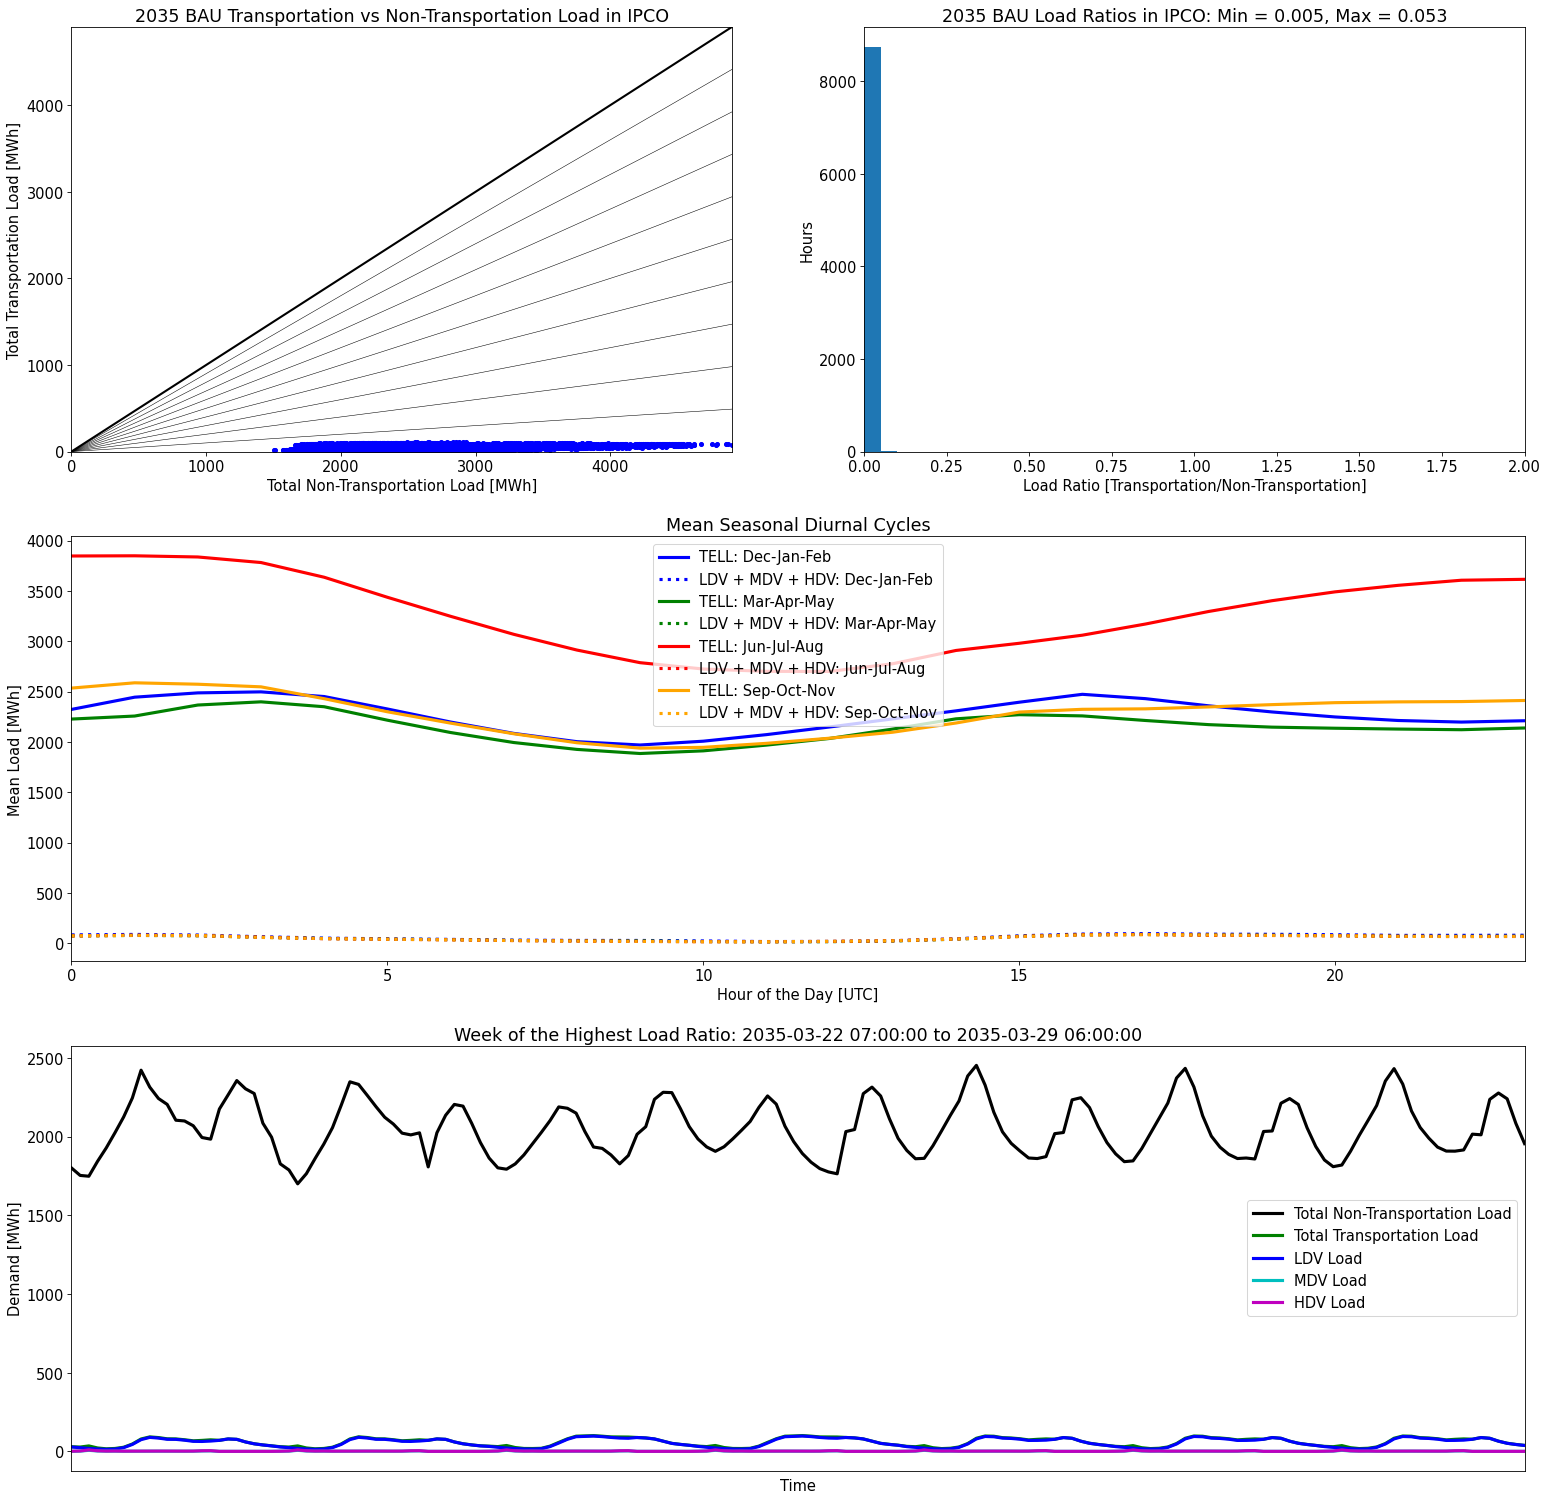 2035 BAU Transportation vs Non-Transportation Load in IPCO
Total Transportation Load [MWh]
4000
3000
2000
1000
0
0 1000 2000 3000 4000
Total Non-Transportation Load [MWh]
2035 BAU Load Ratios in IPCO: Min = 0.005, Max = 0.053
Hours
8000
6000
4000
2000
0
0.00 0.25 0.50 0.75 1.00 1.25 1.50 1.75 2.00
Load Ratio [Transportation/Non-Transportation]
Mean Seasonal Diurnal Cycles
Mean Load [MWh]
4000
3500
3000
2500
2000
1500
1000
500
0
TELL: Dec-Jan-Feb
LDV + MDV + HDV: Dec-Jan-Feb
TELL: Mar-Apr-May
LDV + MDV + HDV: Mar-Apr-May
TELL: Jun-Jul-Aug
LDV + MDV + HDV: Jun-Jul-Aug
TELL: Sep-Oct-Nov
LDV + MDV + HDV: Sep-Oct-Nov
0 5 10 15 20
Hour of the Day [UTC]
Week of the Highest Load Ratio: 2035-03-22 07:00:00 to 2035-03-29 06:00:00
Demand [MWh]
2500
2000
1500
1000
500
0
Total Non-Transportation Load
Total Transportation Load
LDV Load
MDV Load
HDV Load
Time